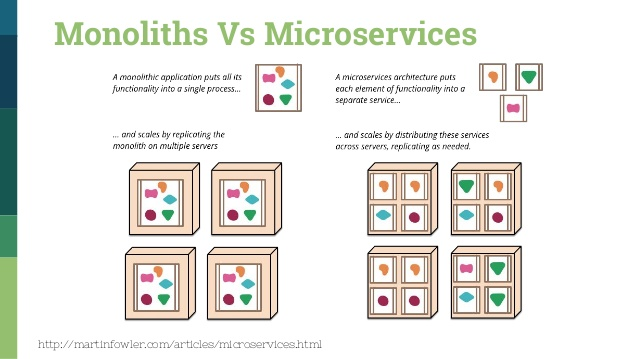 Monoliths Vs Microservices
A monolithic application puts all its
functionality into a single process...
A microservices architecture puts
each element of functionality into a
separate service...
... and scales by replicating the
monolith on multiple servers
... and scales by distributing these services
across servers, replicating as needed.
http://martinfowler.com/articles/microservices.html